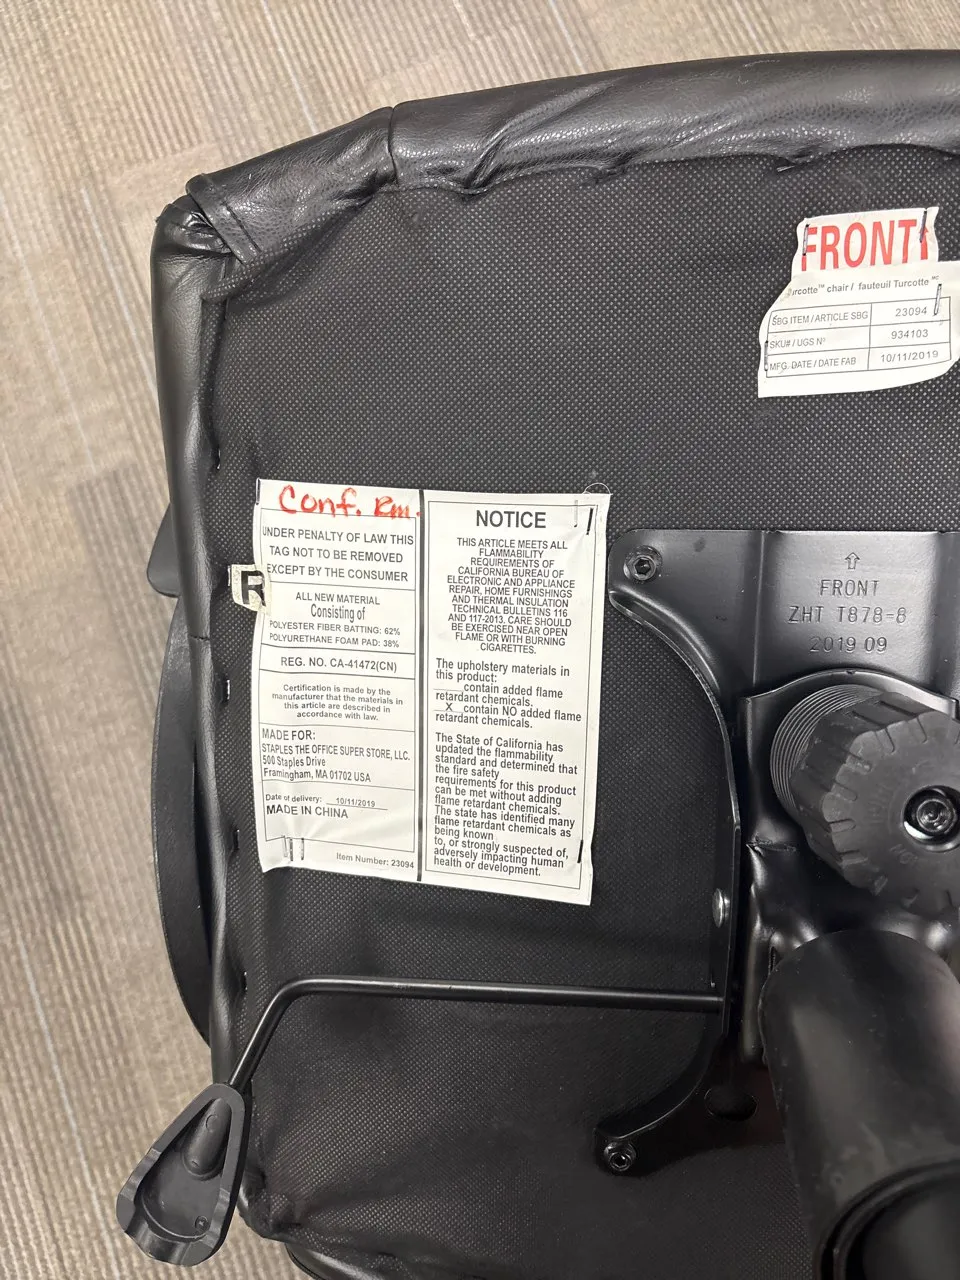 FRONT↑
Turcotte™ chair / fauteuil Turcotte MC
SBG ITEM / ARTICLE SBG 23094
SKU# / UGS N° 934103
MFG. DATE / DATE FAB 10/11/2019
Conf. Rm.
UNDER PENALTY OF LAW THIS
TAG NOT TO BE REMOVED
EXCEPT BY THE CONSUMER
R
ALL NEW MATERIAL
Consisting of
POLYESTER FIBER BATTING: 62%
POLYURETHANE FOAM PAD: 38%
REG. NO. CA-41472(CN)
Certification is made by the
manufacturer that the materials in
this article are described in
accordance with law.
MADE FOR:
STAPLES THE OFFICE SUPER STORE, LLC.
500 Staples Drive
Framingham, MA 01702 USA
Date of delivery: 10/11/2019
MADE IN CHINA
Item Number: 23094
NOTICE
THIS ARTICLE MEETS ALL
FLAMMABILITY
REQUIREMENTS OF
CALIFORNIA BUREAU OF
ELECTRONIC AND APPLIANCE
REPAIR, HOME FURNISHINGS
AND THERMAL INSULATION
TECHNICAL BULLETINS 116
AND 117-2013. CARE SHOULD
BE EXERCISED NEAR OPEN
FLAME OR WITH BURNING
CIGARETTES.
The upholstery materials in
this product:
____contain added flame
retardant chemicals.
_X_ contain NO added flame
retardant chemicals.
The State of California has
updated the flammability
standard and determined that
the fire safety
requirements for this product
can be met without adding
flame retardant chemicals.
The state has identified many
flame retardant chemicals as
being known
to, or strongly suspected of,
adversely impacting human
health or development.
⇧
FRONT
ZHT T878-8
2019 09